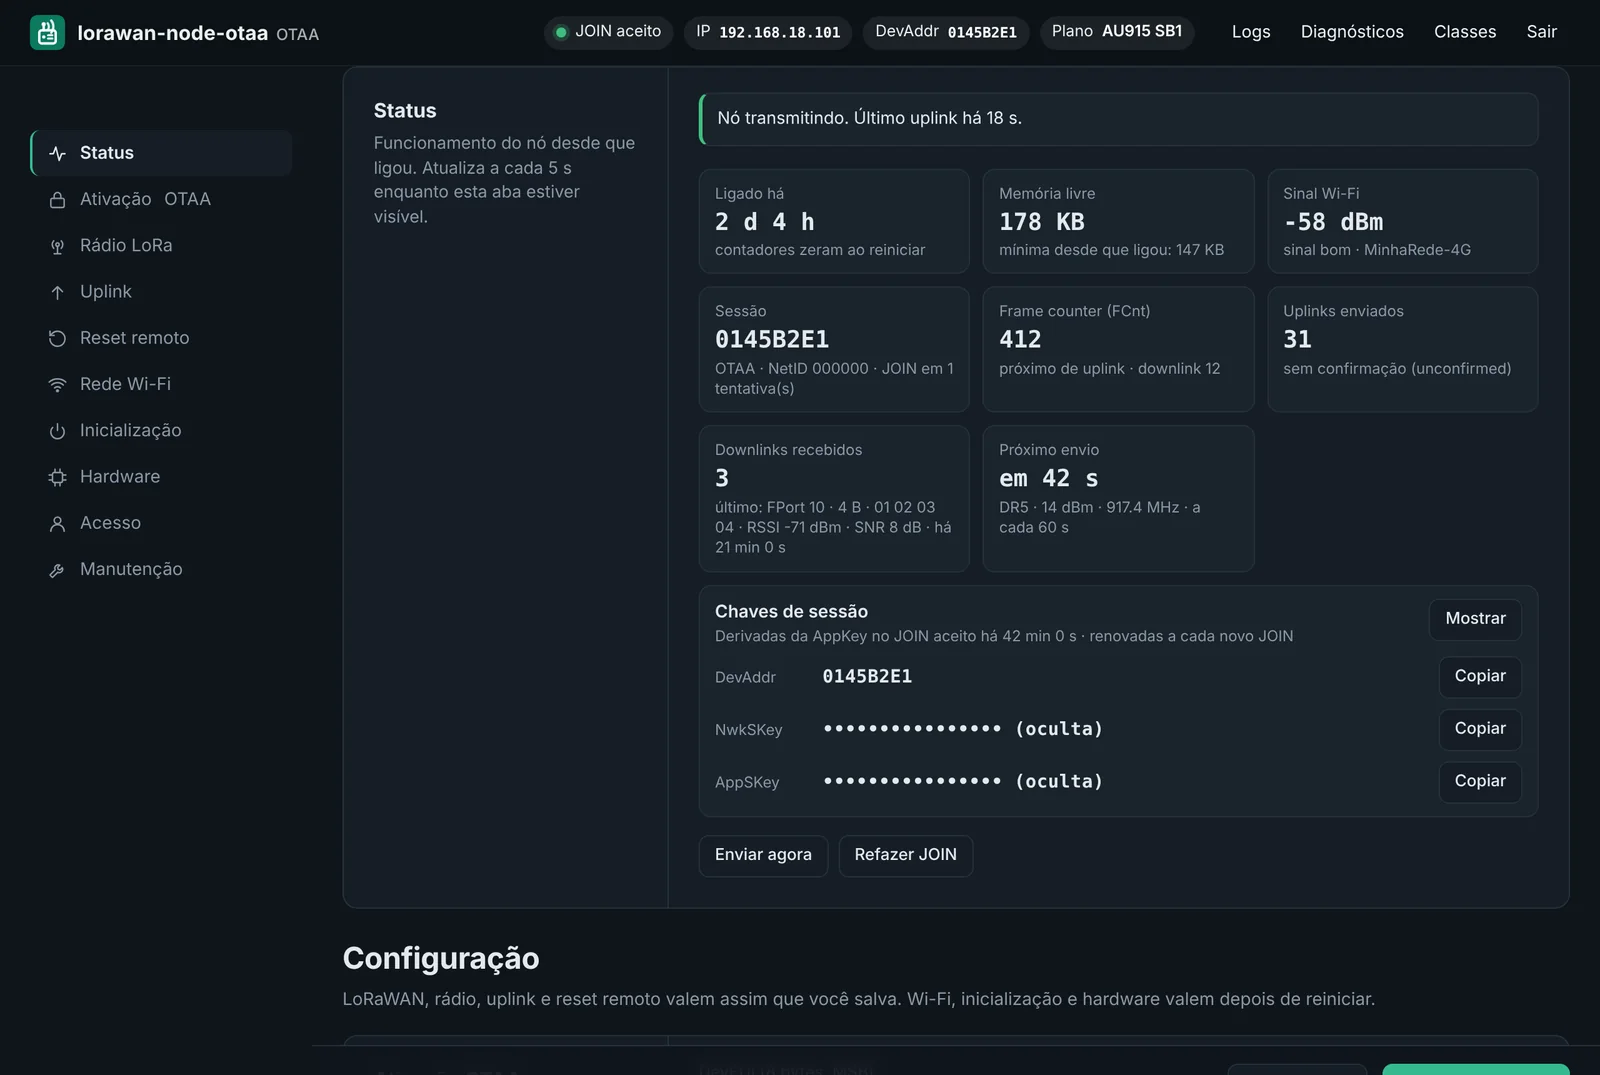 lorawan-node-otaa OTAA
JOIN aceito
IP 192.168.18.101
DevAddr 0145B2E1
Plano AU915 SB1
Logs
Diagnósticos
Classes
Sair
Status
Ativação OTAA
Rádio LoRa
Uplink
Reset remoto
Rede Wi-Fi
Inicialização
Hardware
Acesso
Manutenção
Status
Funcionamento do nó desde que
ligou. Atualiza a cada 5 s
enquanto esta aba estiver
visível.
Nó transmitindo. Último uplink há 18 s.
Ligado há
2 d 4 h
contadores zeram ao reiniciar
Memória livre
178 KB
mínima desde que ligou: 147 KB
Sinal Wi-Fi
-58 dBm
sinal bom · MinhaRede-4G
Sessão
0145B2E1
OTAA · NetID 000000 · JOIN em 1
tentativa(s)
Frame counter (FCnt)
412
próximo de uplink · downlink 12
Uplinks enviados
31
sem confirmação (unconfirmed)
Downlinks recebidos
3
último: FPort 10 · 4 B · 01 02 03
04 · RSSI -71 dBm · SNR 8 dB · há
21 min 0 s
Próximo envio
em 42 s
DR5 · 14 dBm · 917.4 MHz · a
cada 60 s
Chaves de sessão
Derivadas da AppKey no JOIN aceito há 42 min 0 s · renovadas a cada novo JOIN
Mostrar
DevAddr 0145B2E1 Copiar
NwkSKey •••••••••••••••• (oculta) Copiar
AppSKey •••••••••••••••• (oculta) Copiar
Enviar agora
Refazer JOIN
Configuração
LoRaWAN, rádio, uplink e reset remoto valem assim que você salva. Wi-Fi, inicialização e hardware valem depois de reiniciar.